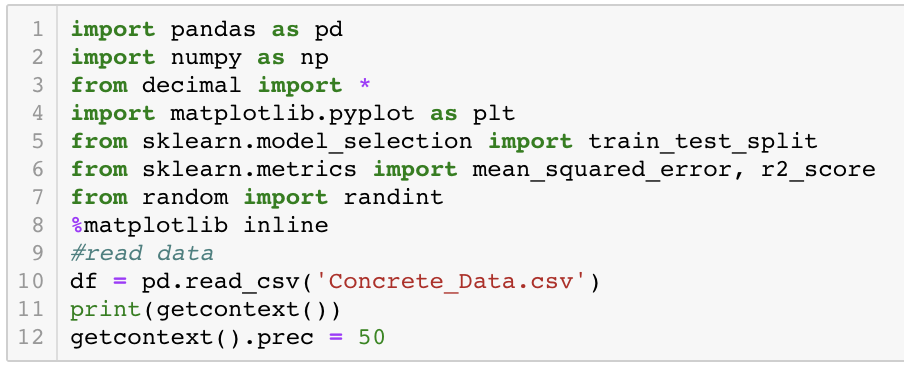 1 import pandas as pd
2 import numpy as np
3 from decimal import *
4 import matplotlib.pyplot as plt
5 from sklearn.model_selection import train_test_split
6 from sklearn.metrics import mean_squared_error, r2_score
7 from random import randint
8 %matplotlib inline
9 #read data
10 df = pd.read_csv('Concrete_Data.csv')
11 print(getcontext())
12 getcontext().prec = 50